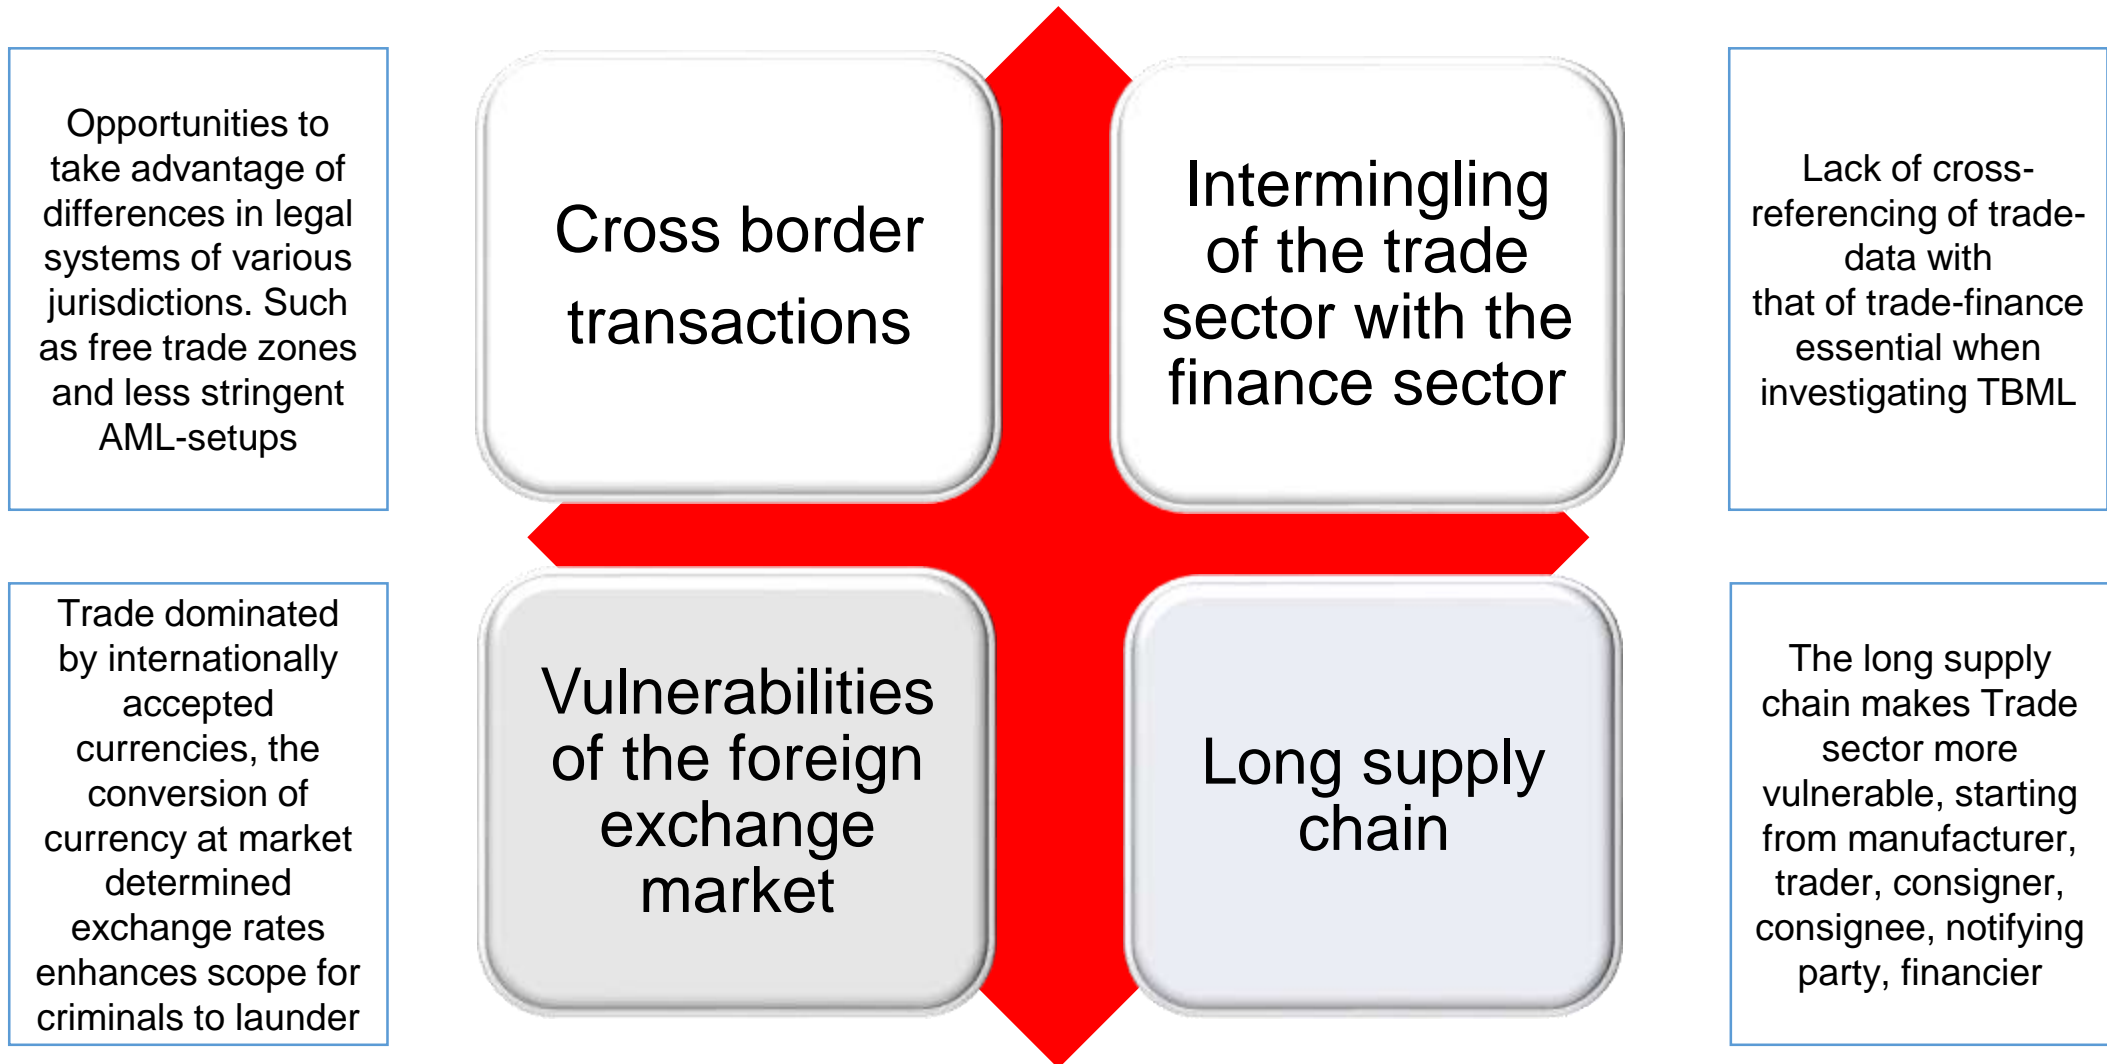 Opportunities to
take advantage of
differences in legal
systems of various
jurisdictions. Such
as free trade zones
and less stringent
AML-setups
Cross border
transactions
Intermingling
of the trade
sector with the
finance sector
Lack of cross-
referencing of trade-
data with
that of trade-finance
essential when
investigating TBML
Trade dominated
by internationally
accepted
currencies, the
conversion of
currency at market
determined
exchange rates
enhances scope for
criminals to launder
Vulnerabilities
of the foreign
exchange
market
Long supply
chain
The long supply
chain makes Trade
sector more
vulnerable, starting
from manufacturer,
trader, consigner,
consignee, notifying
party, financier